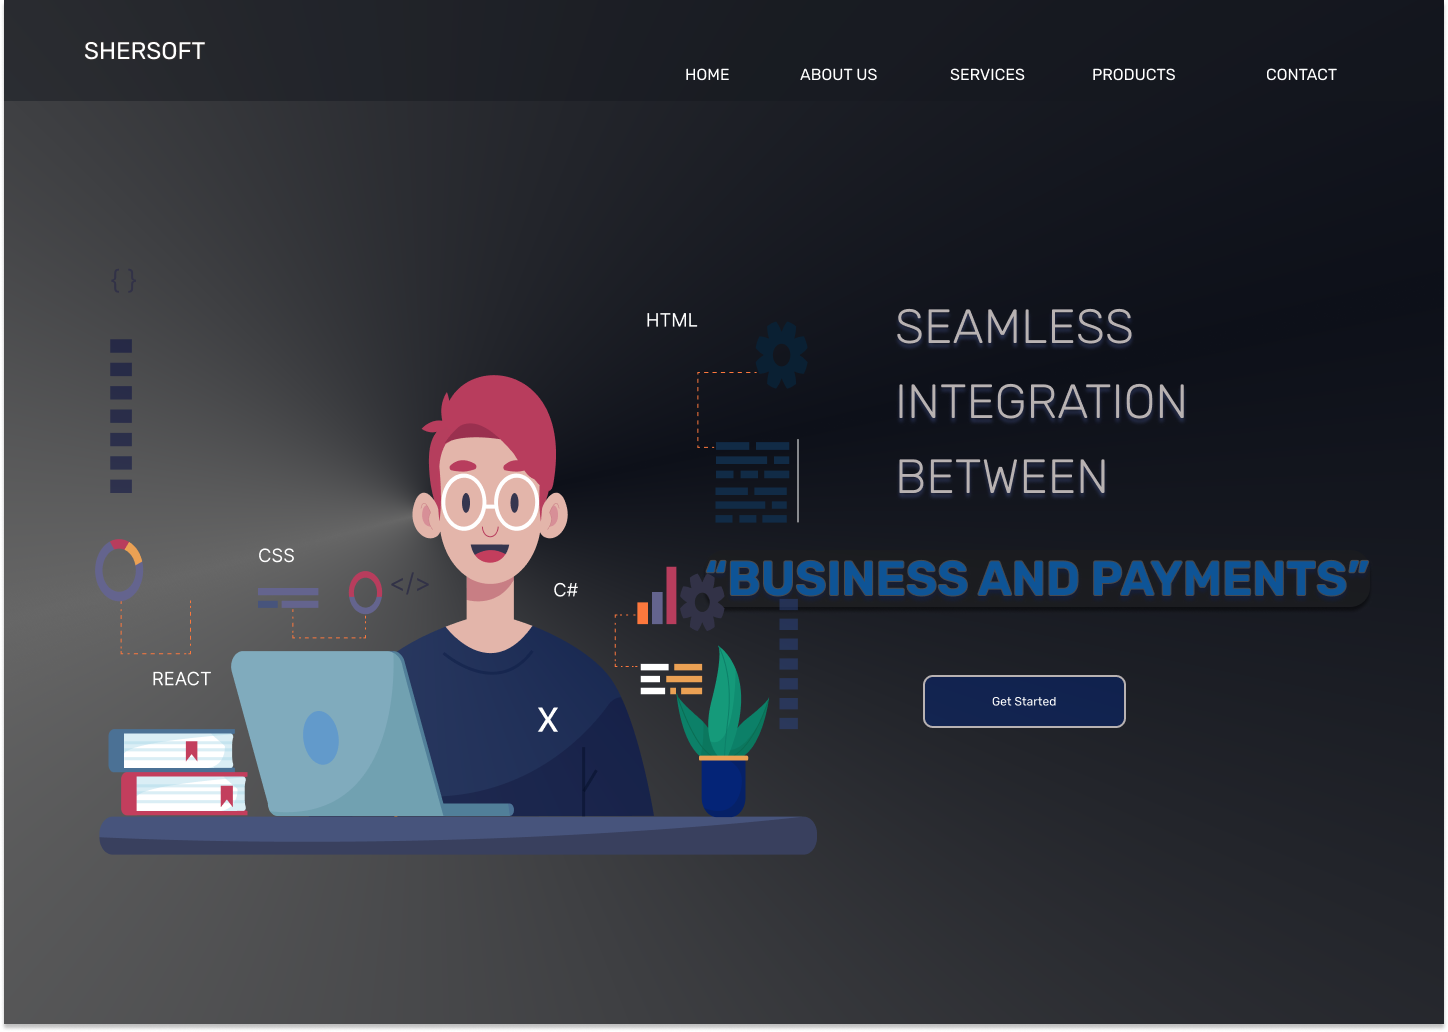 SHERSOFT
HOME ABOUT US SERVICES PRODUCTS CONTACT
{ }
HTML
SEAMLESS
INTEGRATION
BETWEEN
“BUSINESS AND PAYMENTS”
CSS
</>
C#
REACT
X
Get Started